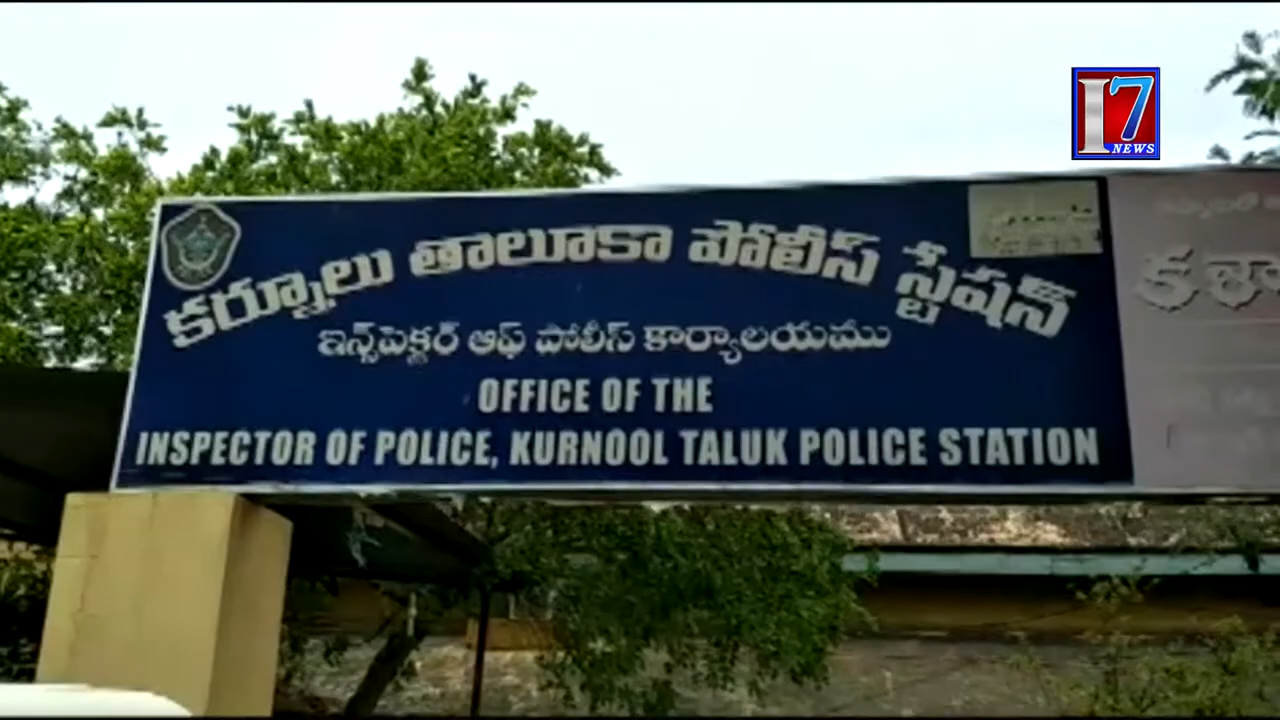 I7
NEWS
కర్నూలు తాలూకా పోలీస్ స్టేషన్
ఇన్స్‌పెక్టర్ ఆఫ్ పోలీస్ కార్యాలయము
OFFICE OF THE
INSPECTOR OF POLICE, KURNOOL TALUK POLICE STATION